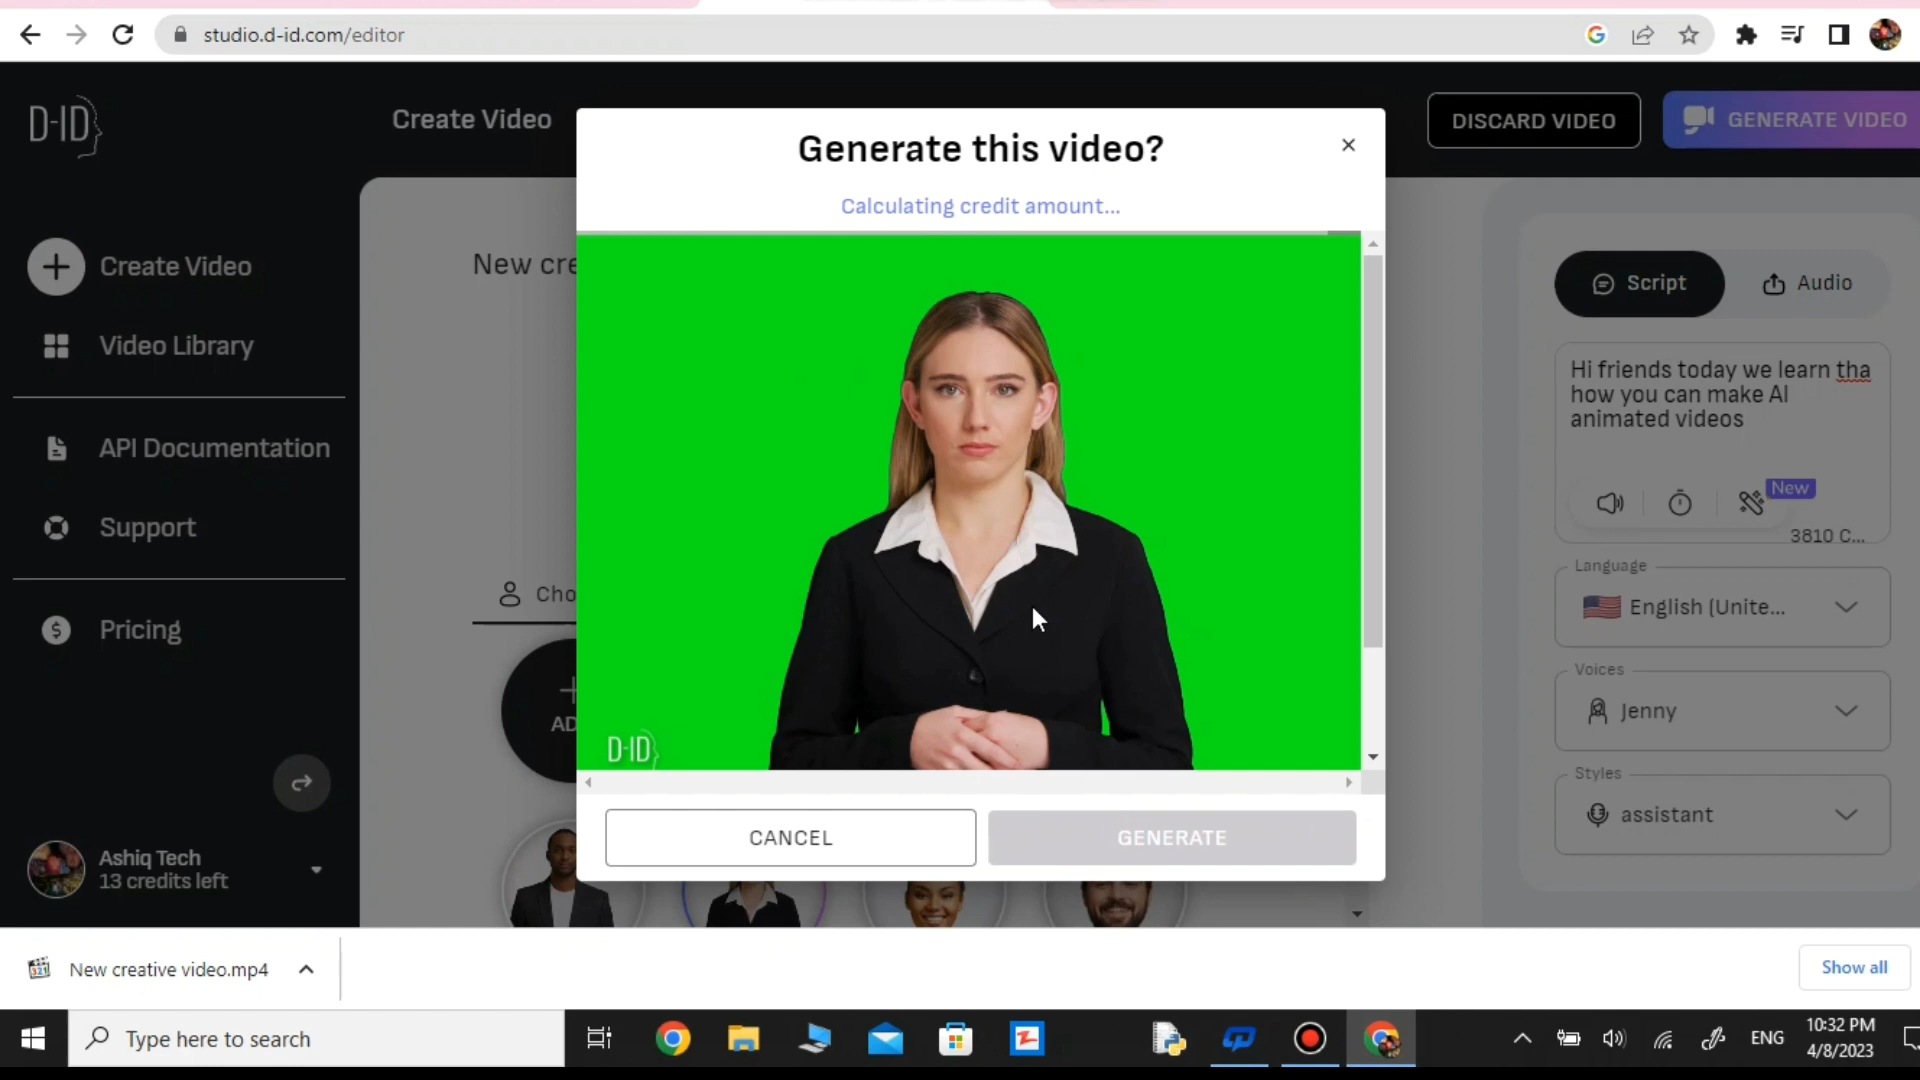 studio.d-id.com/editor
D-ID
Create Video
DISCARD VIDEO
GENERATE VIDEO
Generate this video?
Calculating credit amount...
Create Video
Video Library
API Documentation
Support
Pricing
Ashiq Tech
13 credits left
New cre
Cho
AD
D-ID
CANCEL
GENERATE
Script
Audio
Hi friends today we learn tha
how you can make AI
animated videos
New
3810 C...
Language
English (Unite...
Voices
Jenny
Styles
assistant
321
New creative video.mp4
Show all
Type here to search
ENG
10:32 PM
4/8/2023